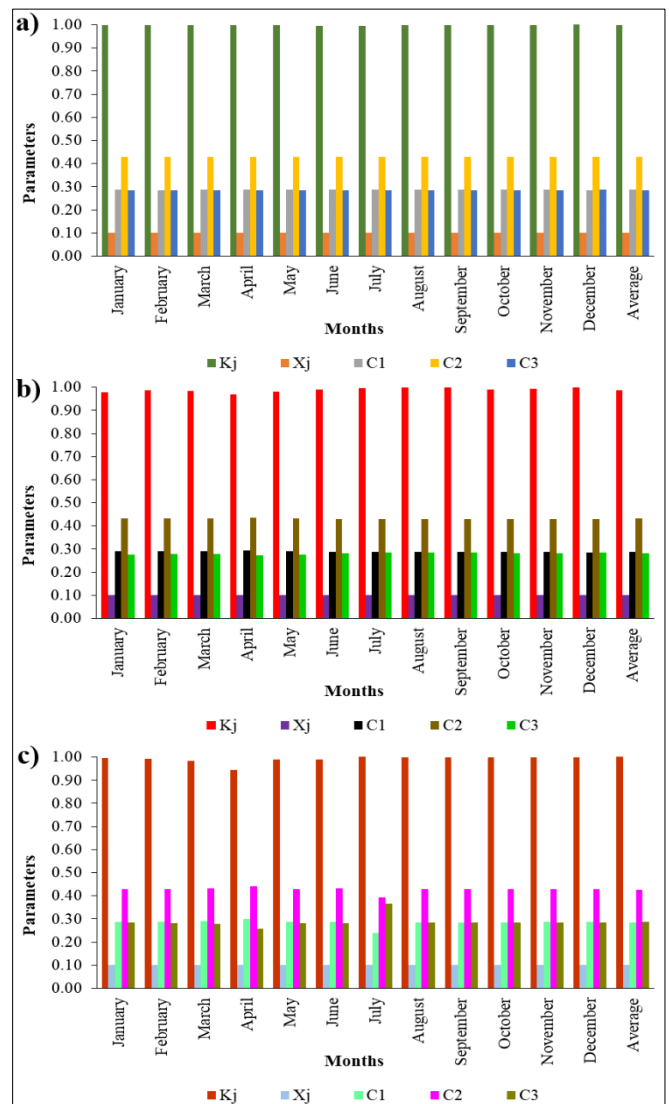 a)
1.00
0.90
0.80
0.70
0.60
0.50
0.40
0.30
0.20
0.10
0.00
Parameters
January February March April May June July August September October November December Average
Months
Kj Xj C1 C2 C3
b)
1.00
0.90
0.80
0.70
0.60
0.50
0.40
0.30
0.20
0.10
0.00
Parameters
January February March April May June July August September October November December Average
Months
Kj Xj C1 C2 C3
c)
1.00
0.90
0.80
0.70
0.60
0.50
0.40
0.30
0.20
0.10
0.00
Parameters
January February March April May June July August September October November December Average
Months
Kj Xj C1 C2 C3